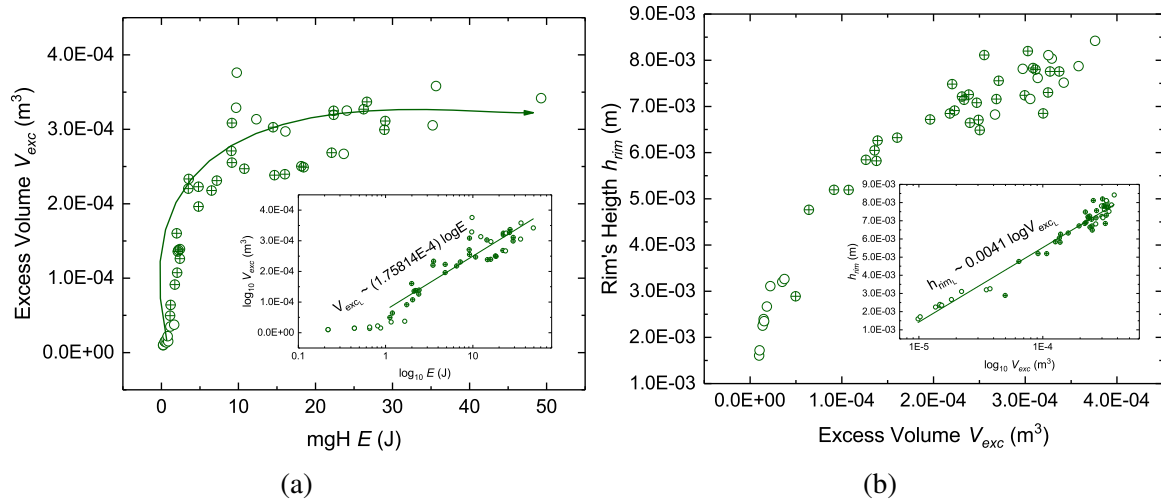 4.0E-04
3.0E-04
2.0E-04
1.0E-04
0.0E+00
Excess Volume V_exc (m³)
0 10 20 30 40 50
mgH E (J)
4.0E-04
3.0E-04
2.0E-04
1.0E-04
0.0E+00
log₁₀ V_exc (m³)
V_exc_L ~ (1.75814E-4) logE
0.1 1 10
log₁₀ E (J)
(a)
9.0E-03
8.0E-03
7.0E-03
6.0E-03
5.0E-03
4.0E-03
3.0E-03
2.0E-03
1.0E-03
Rim's Heigth h_rim (m)
0.0E+00 1.0E-04 2.0E-04 3.0E-04 4.0E-04
Excess Volume V_exc (m³)
9.0E-03
8.0E-03
7.0E-03
6.0E-03
5.0E-03
4.0E-03
3.0E-03
2.0E-03
1.0E-03
h_rim (m)
h_rim_L ~ 0.0041 logV_exc_L
1E-5 1E-4
log₁₀ V_exc (m³)
(b)